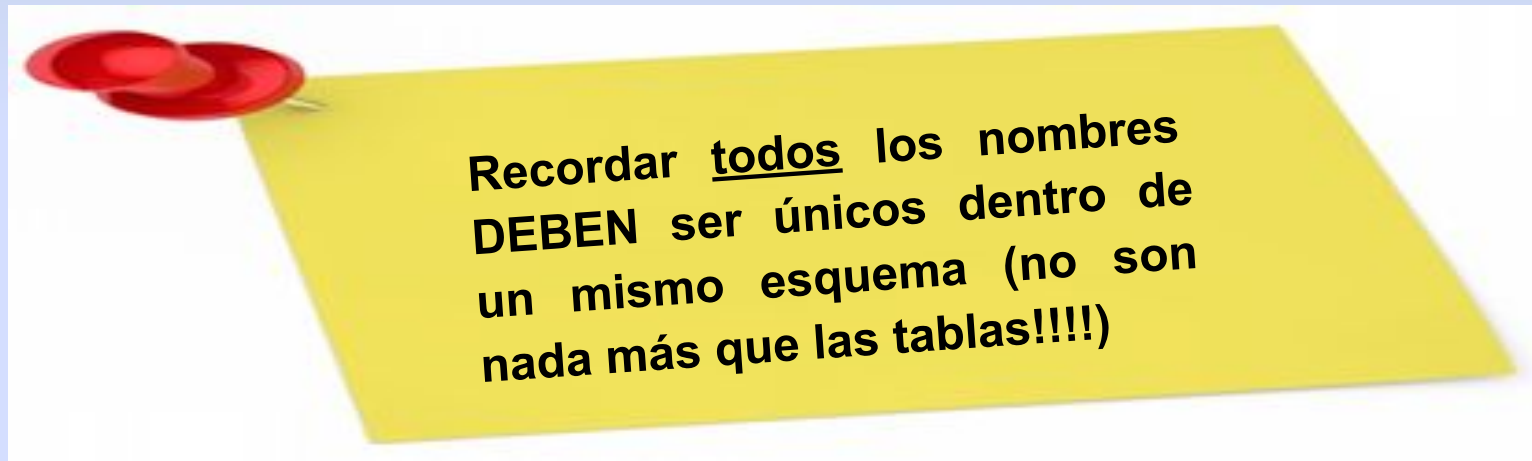 Recordar todos los nombres
DEBEN ser únicos dentro de
un mismo esquema (no son
nada más que las tablas!!!!)